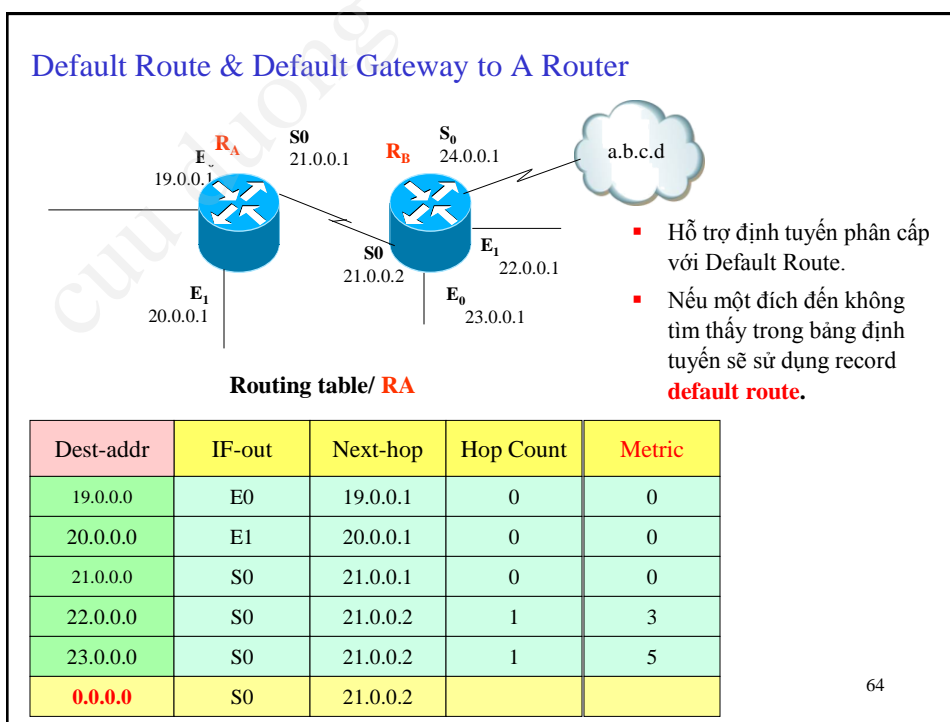 Default Route & Default Gateway to A Router
cuu duong
R_A
E₀
19.0.0.1
S0
21.0.0.1
R_B
S₀
24.0.0.1
a.b.c.d
S0
21.0.0.2
E₁
22.0.0.1
E₁
20.0.0.1
E₀
23.0.0.1
▪ Hỗ trợ định tuyến phân cấp
với Default Route.
▪ Nếu một đích đến không
tìm thấy trong bảng định
tuyến sẽ sử dụng record
default route.
Routing table/ RA
Dest-addr IF-out Next-hop Hop Count Metric
19.0.0.0 E0 19.0.0.1 0 0
20.0.0.0 E1 20.0.0.1 0 0
21.0.0.0 S0 21.0.0.1 0 0
22.0.0.0 S0 21.0.0.2 1 3
23.0.0.0 S0 21.0.0.2 1 5
0.0.0.0 S0 21.0.0.2
64